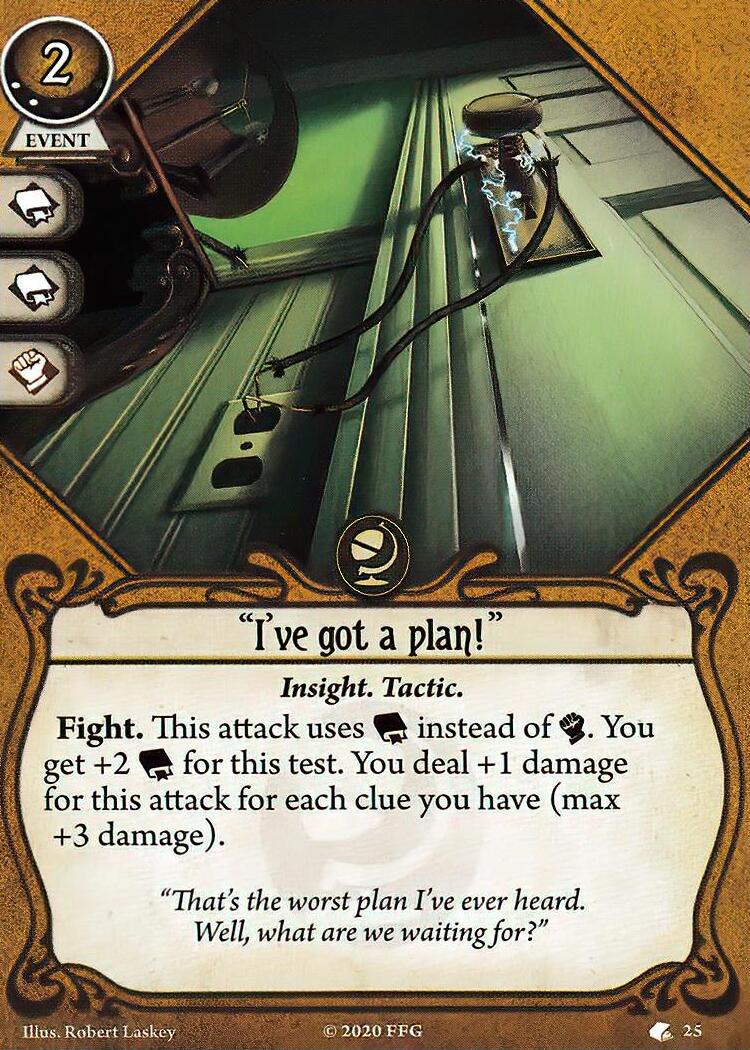 2
EVENT
“I’ve got a plan!”
Insight. Tactic.
Fight. This attack uses instead of . You
get +2 for this test. You deal +1 damage
for this attack for each clue you have (max
+3 damage).
“That’s the worst plan I’ve ever heard.
Well, what are we waiting for?”
Illus. Robert Laskey © 2020 FFG 25